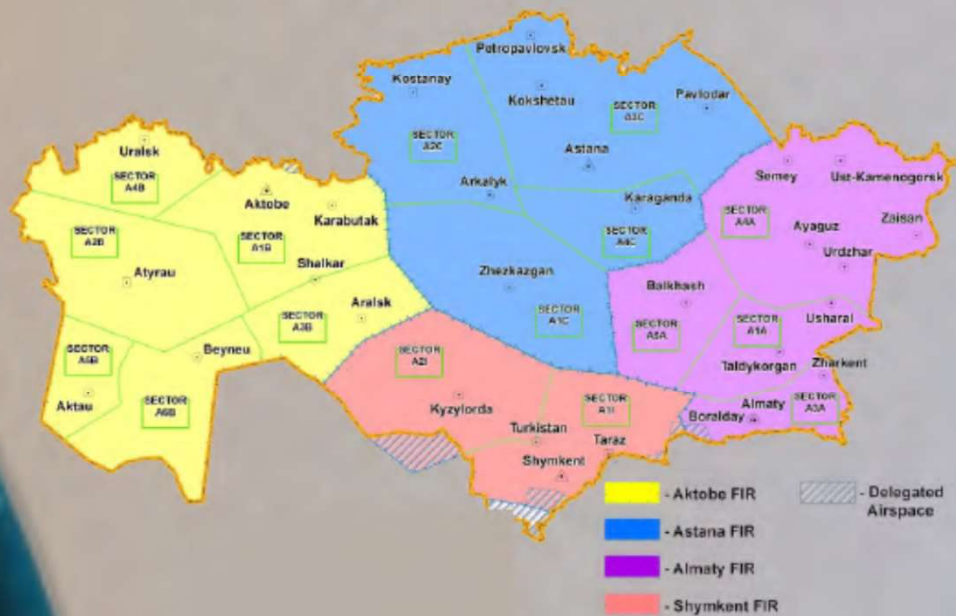 Petropavlovsk
Kostanay
Kokshetau
SECTOR
A3C
Pavlodar
SECTOR
A2C
Astana
Arkalyk
Karaganda
SECTOR
A4C
Zhezkazgan
SECTOR
A1C
Uralsk
SECTOR
A4B
Aktobe
Karabutak
SECTOR
A2B
SECTOR
A1B
Atyrau
Shalkar
Aralsk
SECTOR
A3B
SECTOR
Beyneu
Aktau
SECTOR
A6B
Semey
Ust-Kamenogorsk
SECTOR
A4A
Ayaguz
Zaisan
Urdzhar
Balkhash
SECTOR
SECTOR
A1A
Usharal
Taldykorgan
Zharkent
Boralday
Almaty
SECTOR
A3A
SECTOR
A2I
Kyzylorda
SECTOR
A1I
Turkistan
Taraz
Shymkent
- Aktobe FIR
- Astana FIR
- Almaty FIR
- Shymkent FIR
- Delegated
Airspace